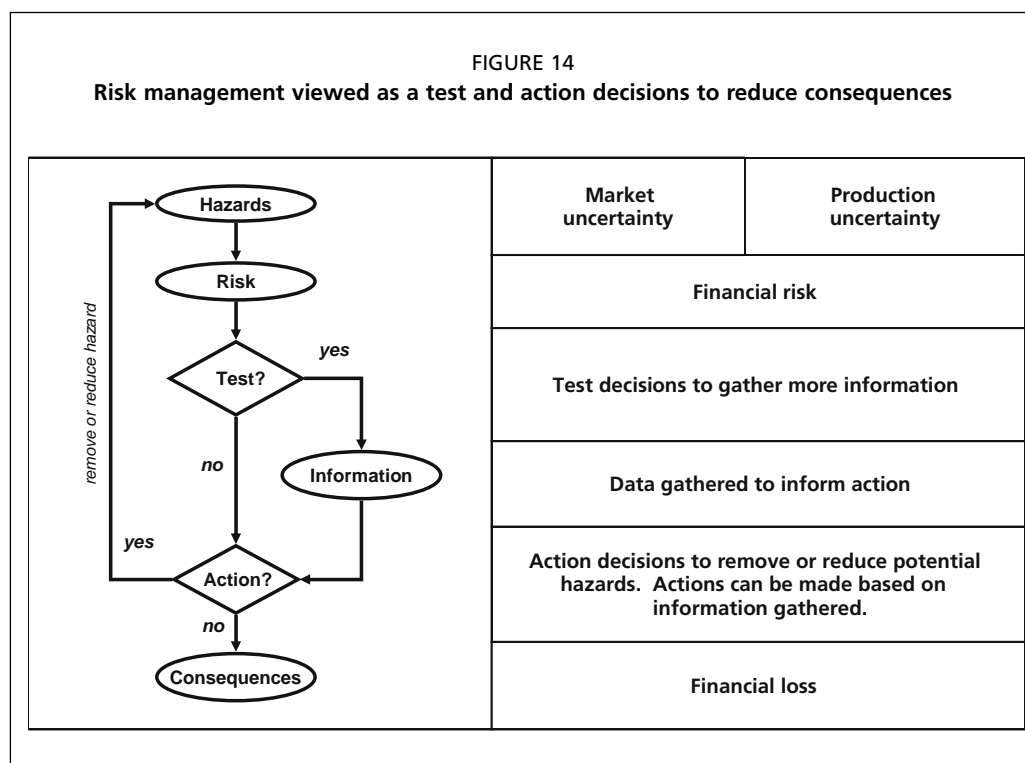 FIGURE 14
Risk management viewed as a test and action decisions to reduce consequences
Hazards
Risk
remove or reduce hazard
yes
Test?
no
Information
yes
Action?
no
Consequences
Market
uncertainty
Production
uncertainty
Financial risk
Test decisions to gather more information
Data gathered to inform action
Action decisions to remove or reduce potential
hazards. Actions can be made based on
information gathered.
Financial loss